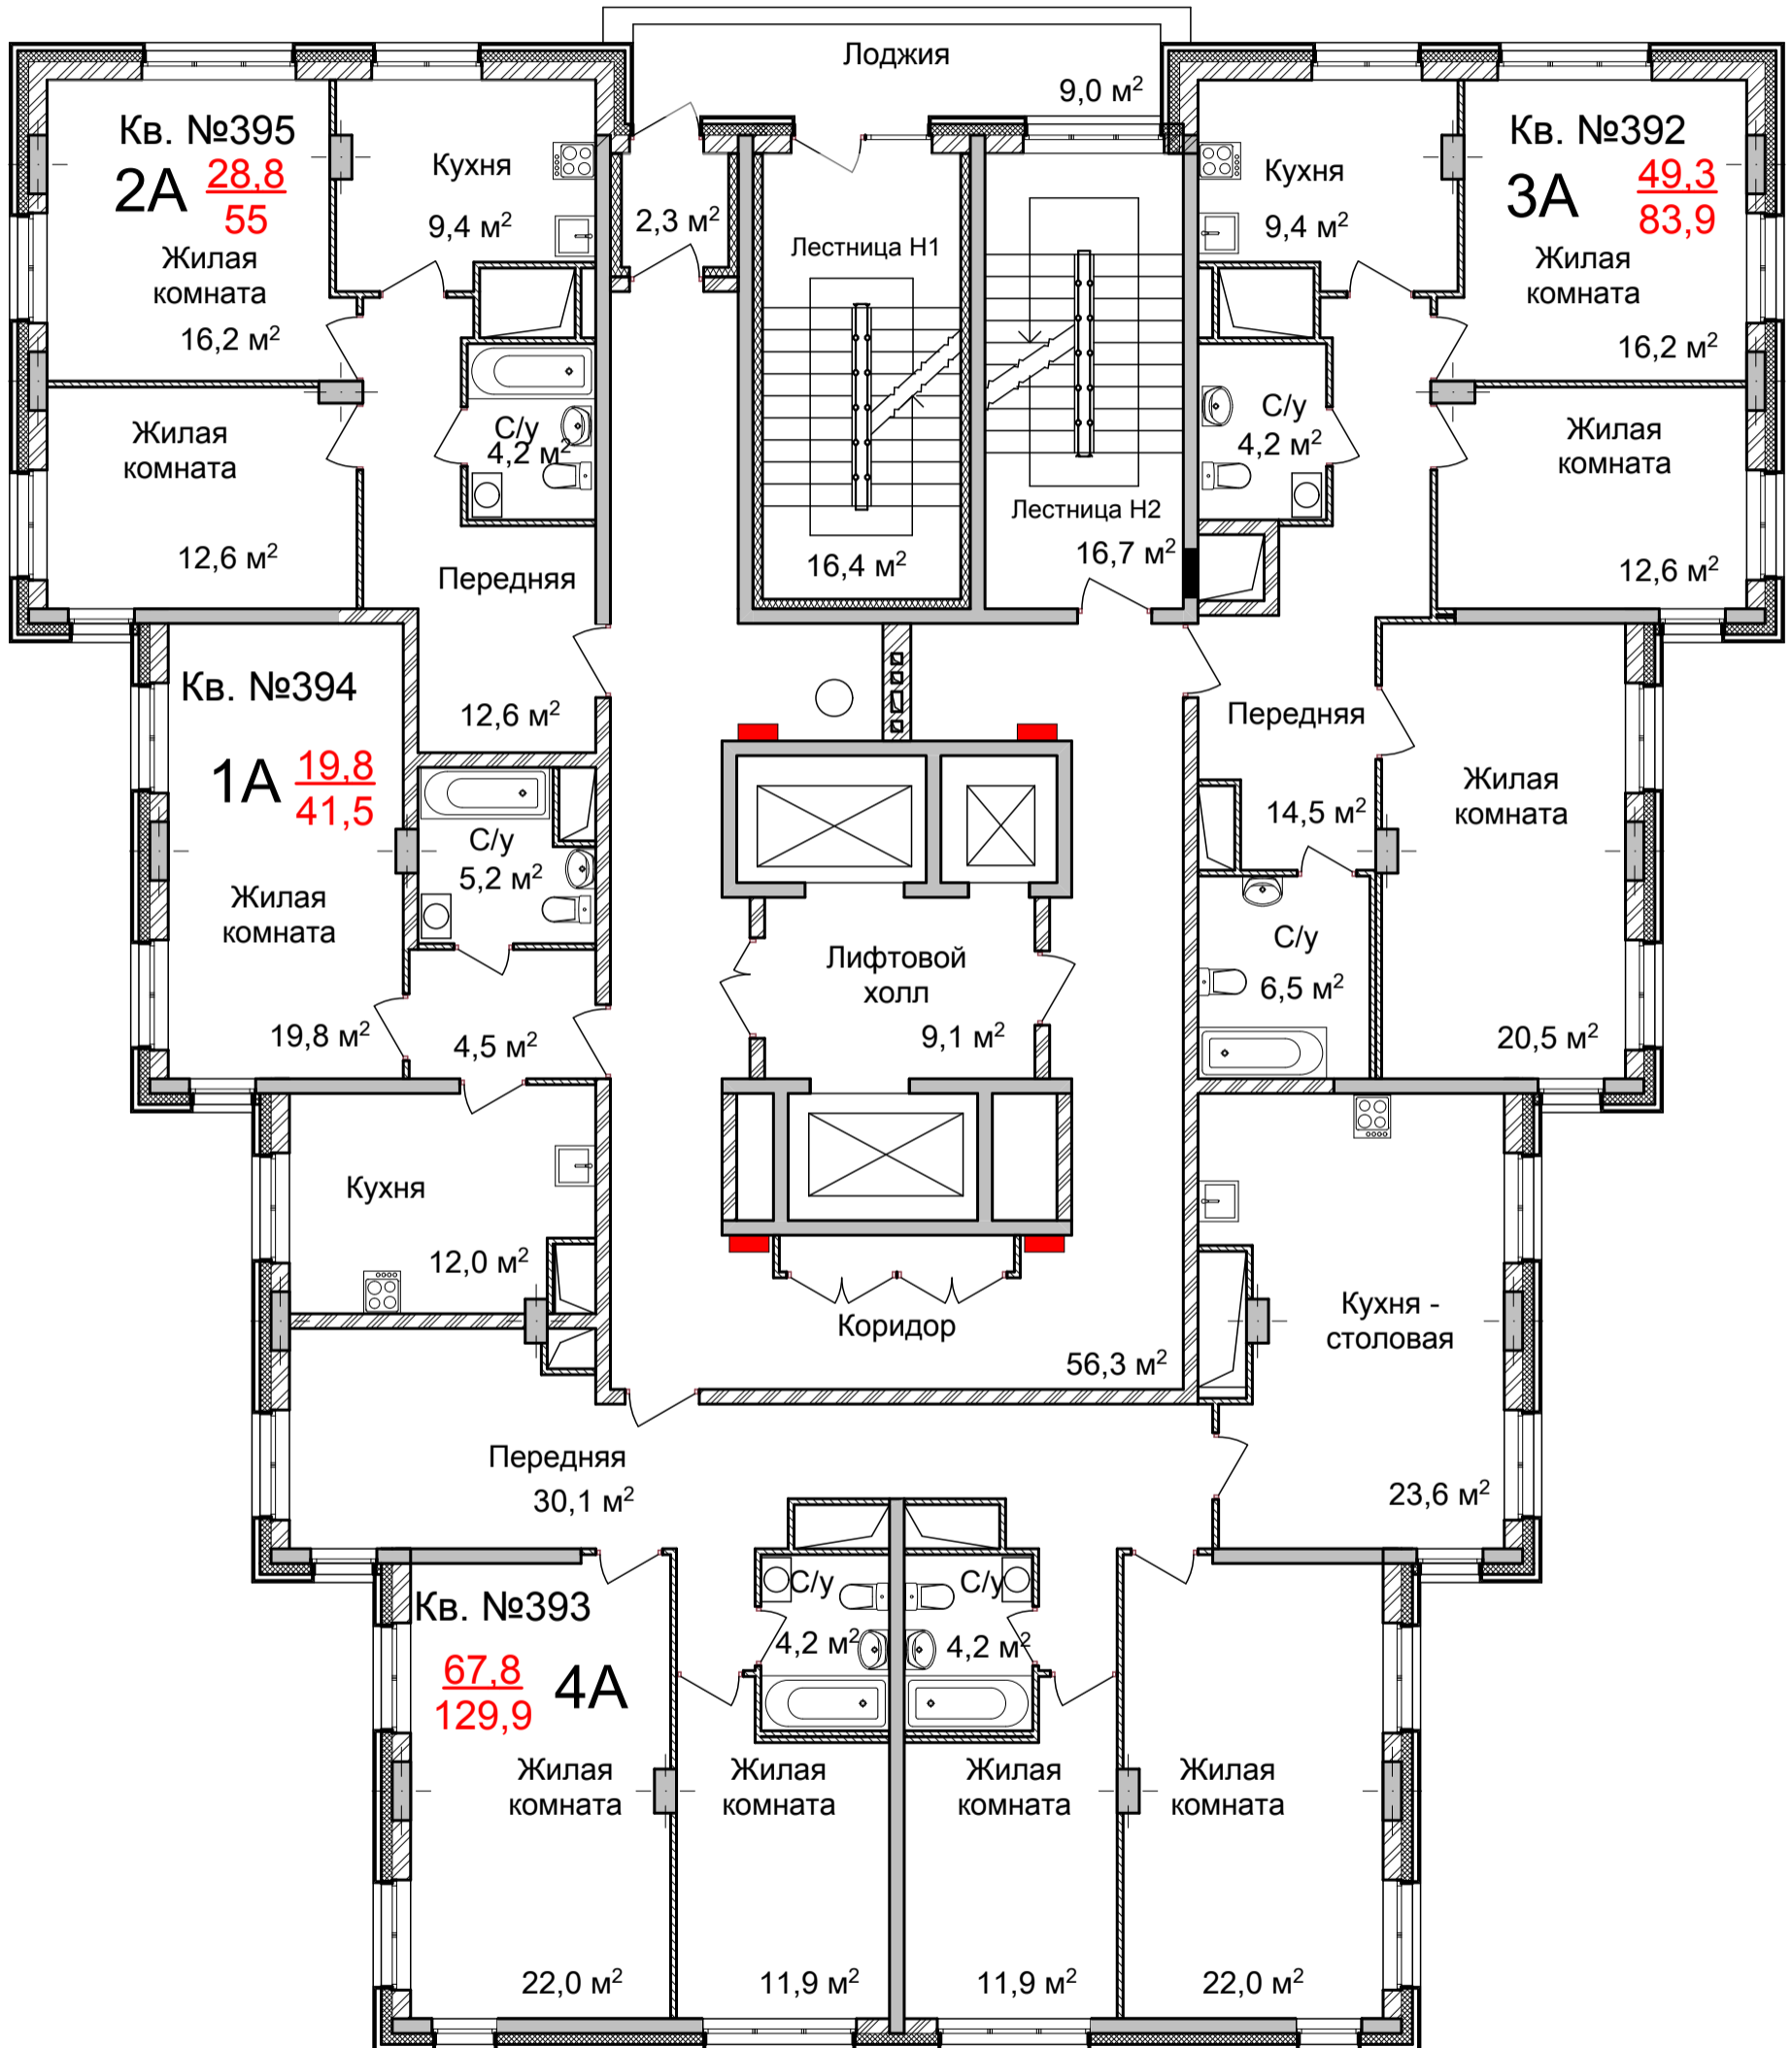 Лоджия
9,0 м²
Кв. №395
2А
28,8
55
Жилая
комната
16,2 м²
Кухня
9,4 м²
2,3 м²
Лестница Н1
16,4 м²
Лестница Н2
16,7 м²
Кухня
9,4 м²
Кв. №392
3А
49,3
83,9
Жилая
комната
16,2 м²
Жилая
комната
12,6 м²
С/у
4,2 м²
Передняя
12,6 м²
С/у
4,2 м²
Жилая
комната
12,6 м²
Кв. №394
1А
19,8
41,5
Жилая
комната
19,8 м²
С/у
5,2 м²
4,5 м²
Лифтовой
холл
9,1 м²
Передняя
14,5 м²
С/у
6,5 м²
Жилая
комната
20,5 м²
Кухня
12,0 м²
Коридор
56,3 м²
Кухня -
столовая
23,6 м²
Передняя
30,1 м²
Кв. №393
67,8
129,9
4А
Жилая
комната
22,0 м²
С/у
4,2 м²
Жилая
комната
11,9 м²
С/у
4,2 м²
Жилая
комната
11,9 м²
Жилая
комната
22,0 м²